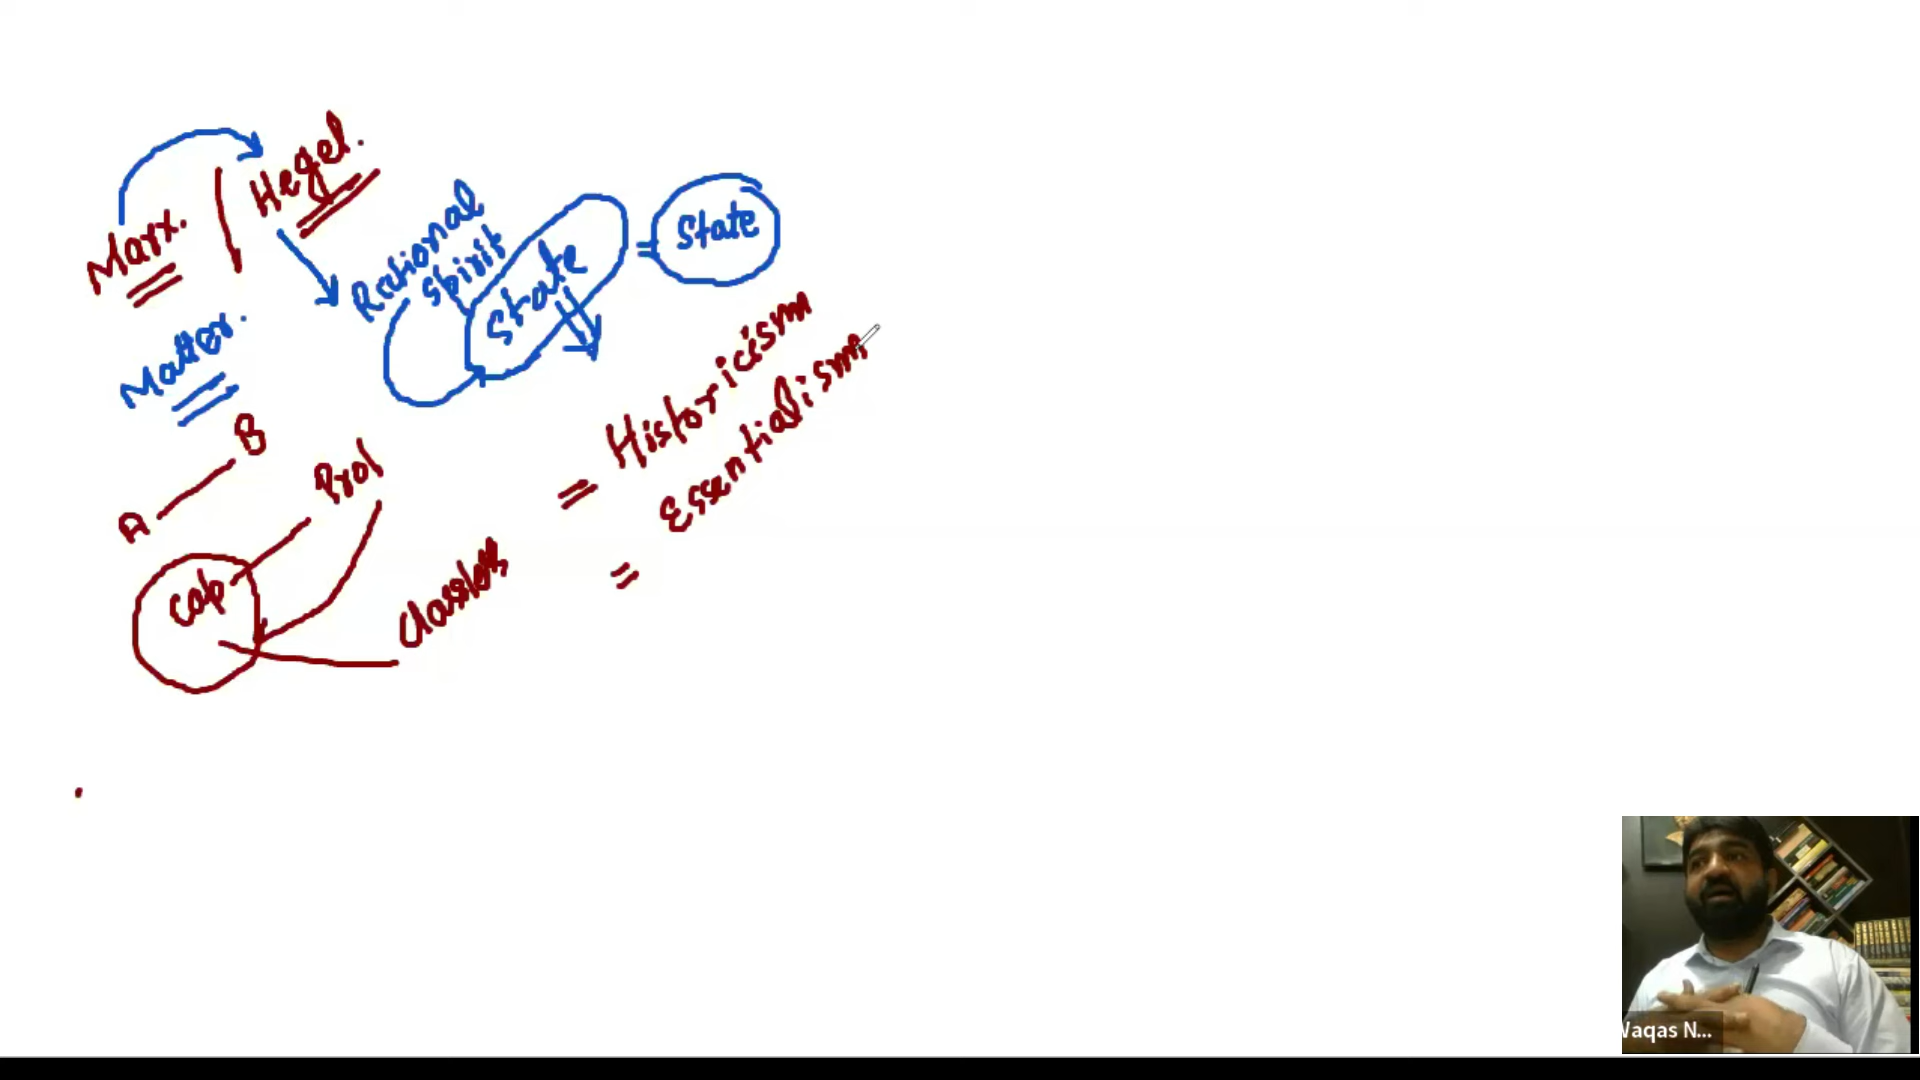 Hegel.
Marx.
Rational
Spirit
State
= State
Matter.
Historicism
=
Essentialism
=
B
A
Prol
Cap
Classless
Waqas N...